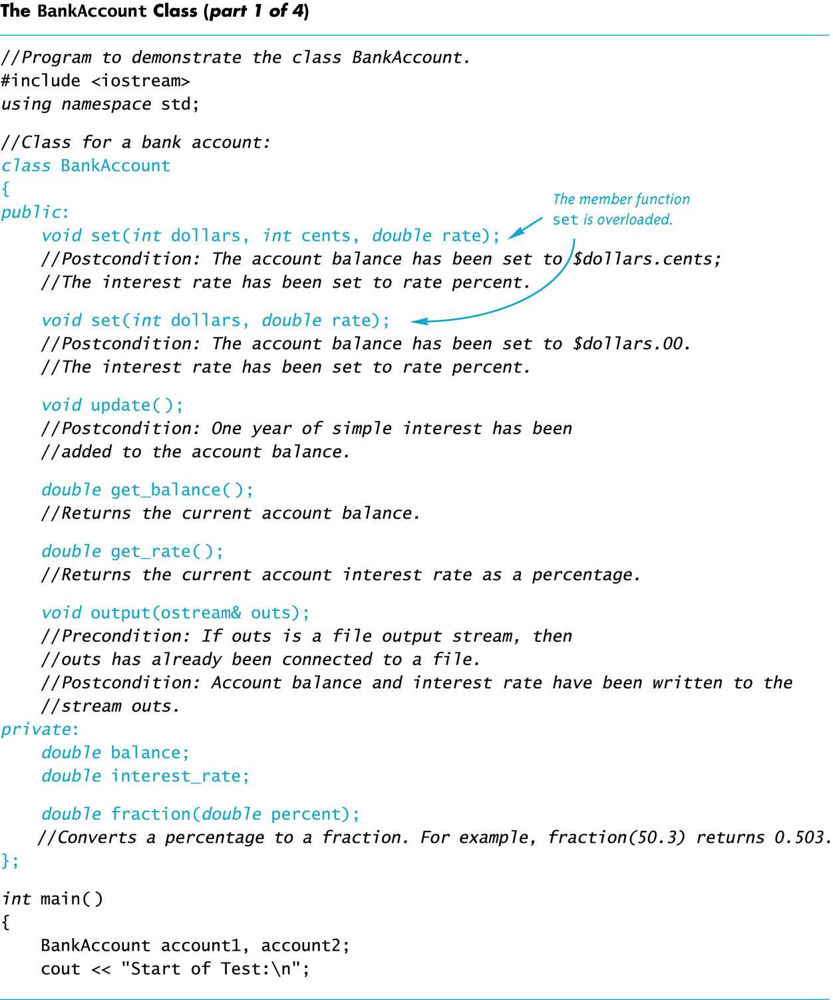 The BankAccount Class (part 1 of 4)
//Program to demonstrate the class BankAccount.
#include <iostream>
using namespace std;
//Class for a bank account:
class BankAccount
{
public:
    void set(int dollars, int cents, double rate);
    //Postcondition: The account balance has been set to $dollars.cents;
    //The interest rate has been set to rate percent.
The member function
set is overloaded.
    void set(int dollars, double rate);
    //Postcondition: The account balance has been set to $dollars.00.
    //The interest rate has been set to rate percent.
    void update();
    //Postcondition: One year of simple interest has been
    //added to the account balance.
    double get_balance();
    //Returns the current account balance.
    double get_rate();
    //Returns the current account interest rate as a percentage.
    void output(ostream& outs);
    //Precondition: If outs is a file output stream, then
    //outs has already been connected to a file.
    //Postcondition: Account balance and interest rate have been written to the
    //stream outs.
private:
    double balance;
    double interest_rate;
    double fraction(double percent);
    //Converts a percentage to a fraction. For example, fraction(50.3) returns 0.503.
};
int main()
{
    BankAccount account1, account2;
    cout << "Start of Test:\n";